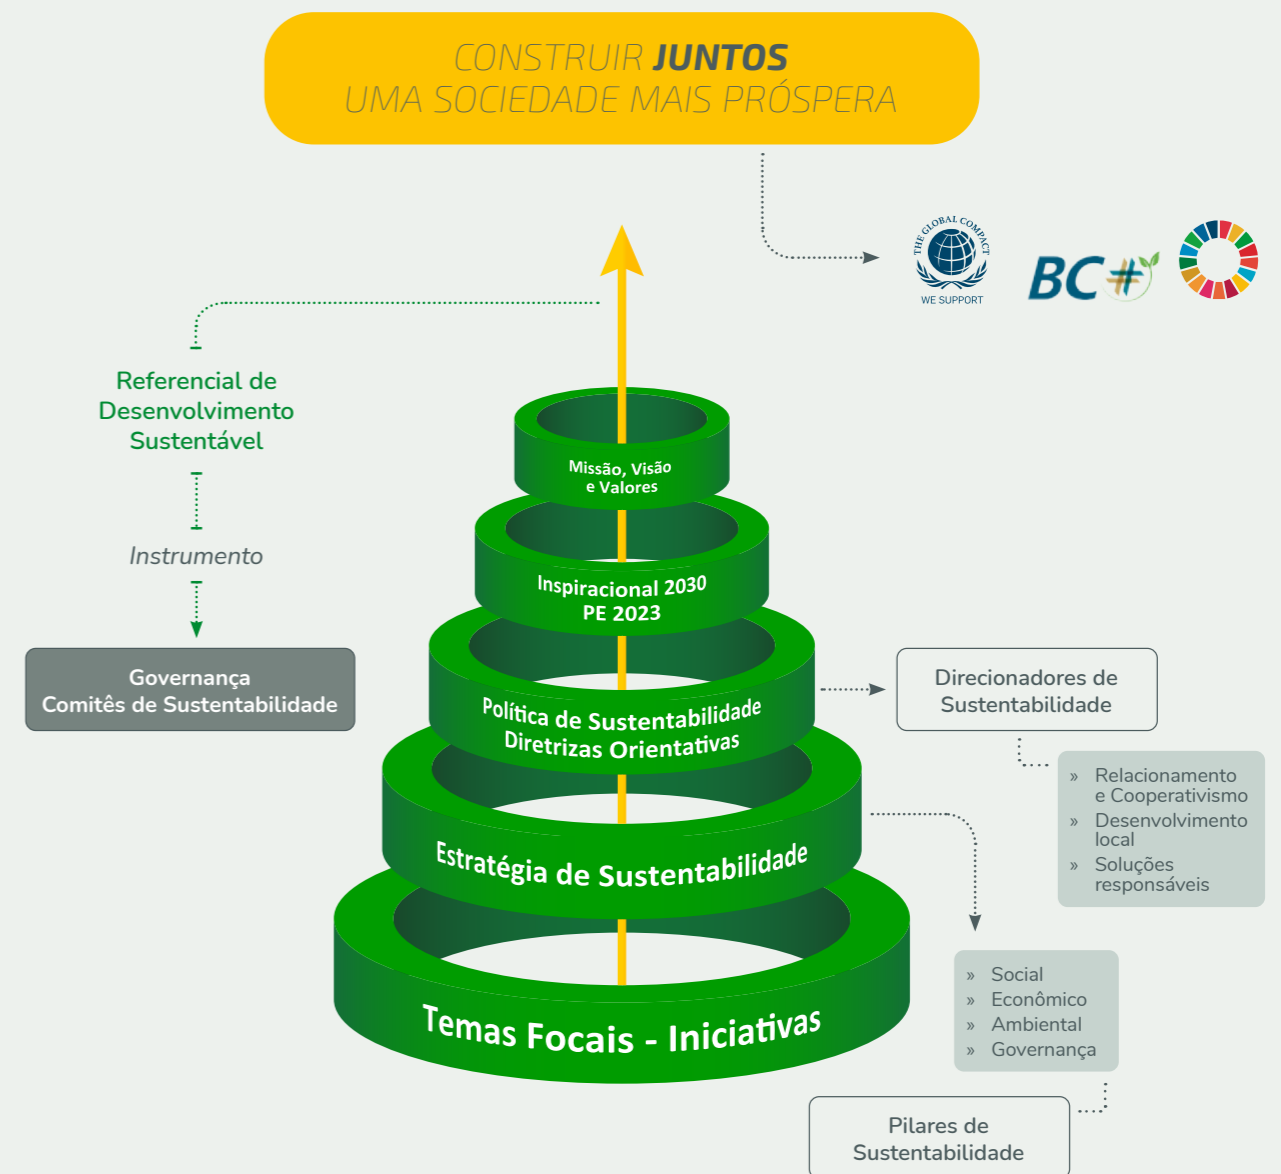 CONSTRUIR JUNTOS
UMA SOCIEDADE MAIS PRÓSPERA
THE GLOBAL COMPACT
WE SUPPORT
BC#
Referencial de
Desenvolvimento
Sustentável
Instrumento
Governança
Comitês de Sustentabilidade
Missão, Visão
e Valores
Inspiracional 2030
PE 2023
Política de Sustentabilidade
Diretrizas Orientativas
Estratégia de Sustentabilidade
Temas Focais - Iniciativas
Direcionadores de
Sustentabilidade
» Relacionamento
e Cooperativismo
» Desenvolvimento
local
» Soluções
responsáveis
» Social
» Econômico
» Ambiental
» Governança
Pilares de
Sustentabilidade